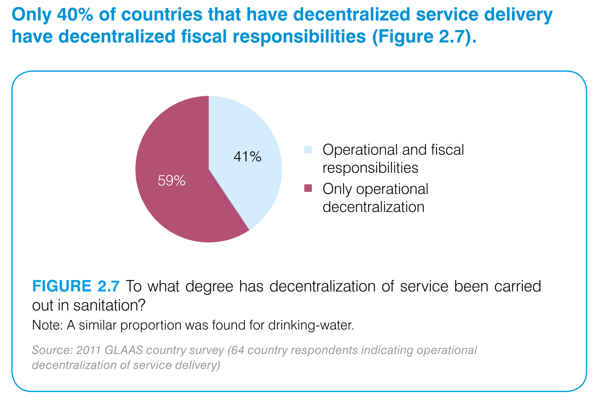 Only 40% of countries that have decentralized service delivery
have decentralized fiscal responsibilities (Figure 2.7).
41%
59%
Operational and fiscal
responsibilities
Only operational
decentralization
FIGURE 2.7 To what degree has decentralization of service been carried
out in sanitation?
Note: A similar proportion was found for drinking-water.
Source: 2011 GLAAS country survey (64 country respondents indicating operational
decentralization of service delivery)